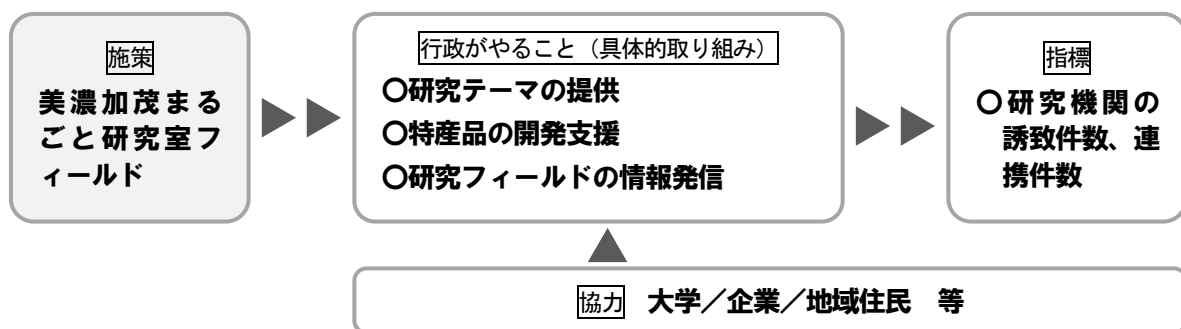 施策
美濃加茂まる
ごと研究室フ
ィールド
行政がやること（具体的取り組み）
〇研究テーマの提供
〇特産品の開発支援
〇研究フィールドの情報発信
指標
〇研究機関の
誘致件数、連
携件数
協力 大学／企業／地域住民　等